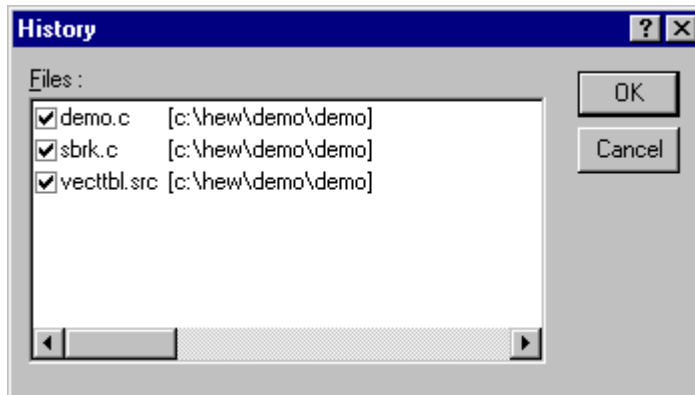 History
Files :
demo.c [c:\hew\demo\demo]
sbrk.c [c:\hew\demo\demo]
vecttbl.src [c:\hew\demo\demo]
OK
Cancel